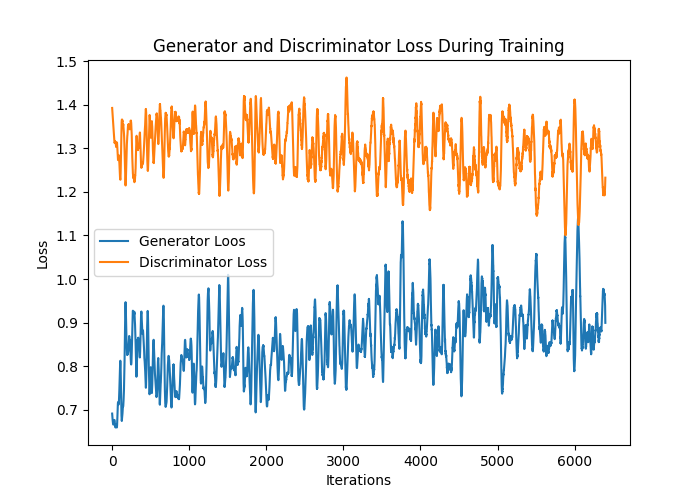 Generator and Discriminator Loss During Training
1.5
1.4
1.3
1.2
1.1
1.0
0.9
0.8
0.7
Loss
Generator Loos
Discriminator Loss
0 1000 2000 3000 4000 5000 6000
Iterations